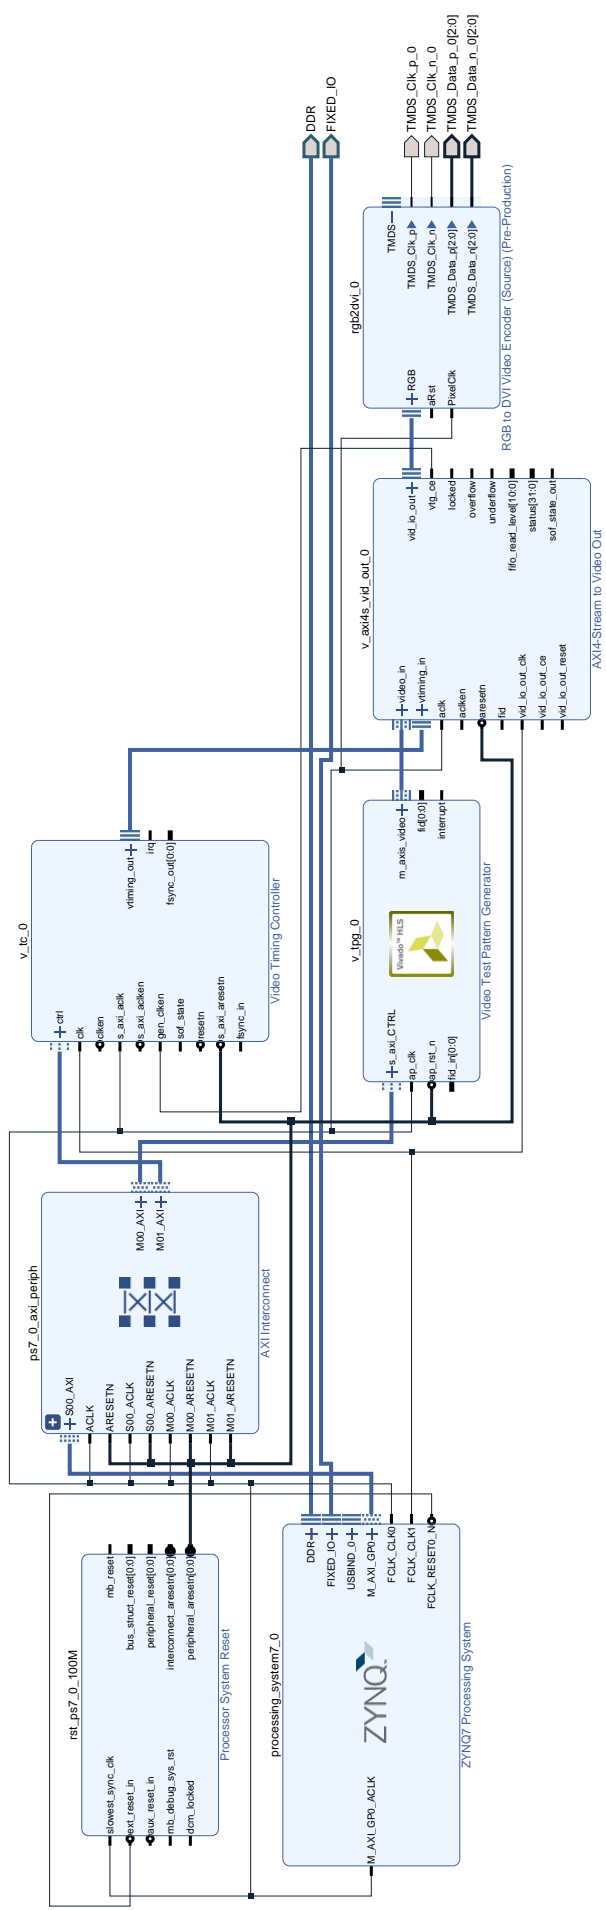 rst_ps7_0_100M
slowest_sync_clk
ext_reset_in
aux_reset_in
mb_debug_sys_rst
dcm_locked
mb_reset
bus_struct_reset[0:0]
peripheral_reset[0:0]
interconnect_aresetn[0:0]
peripheral_aresetn[0:0]
Processor System Reset
processing_system7_0
M_AXI_GP0_ACLK
ZYNQ
DDR
FIXED_IO
USBIND_0
M_AXI_GP0
FCLK_CLK0
FCLK_CLK1
FCLK_RESET0_N
ZYNQ7 Processing System
ps7_0_axi_periph
S00_AXI
ACLK
ARESETN
S00_ACLK
S00_ARESETN
M00_ACLK
M00_ARESETN
M01_ACLK
M01_ARESETN
M00_AXI
M01_AXI
AXI Interconnect
v_tc_0
ctrl
clk
clken
s_axi_aclk
s_axi_aclken
gen_clken
sof_state
resetn
s_axi_aresetn
fsync_in
vtiming_out
irq
fsync_out[0:0]
Video Timing Controller
v_tpg_0
s_axi_CTRL
ap_clk
ap_rst_n
fid_in[0:0]
Vivado™ HLS
m_axis_video
fid[0:0]
interrupt
Video Test Pattern Generator
v_axi4s_vid_out_0
video_in
vtiming_in
aclk
aclken
aresetn
fid
vid_io_out_clk
vid_io_out_ce
vid_io_out_reset
vid_io_out
vtg_ce
locked
overflow
underflow
fifo_read_level[10:0]
status[31:0]
sof_state_out
AXI4-Stream to Video Out
rgb2dvi_0
RGB
aRst
PixelClk
TMDS
TMDS_Clk_p
TMDS_Clk_n
TMDS_Data_p[2:0]
TMDS_Data_n[2:0]
RGB to DVI Video Encoder (Source) (Pre-Production)
DDR
FIXED_IO
TMDS_Clk_p_0
TMDS_Clk_n_0
TMDS_Data_p_0[2:0]
TMDS_Data_n_0[2:0]